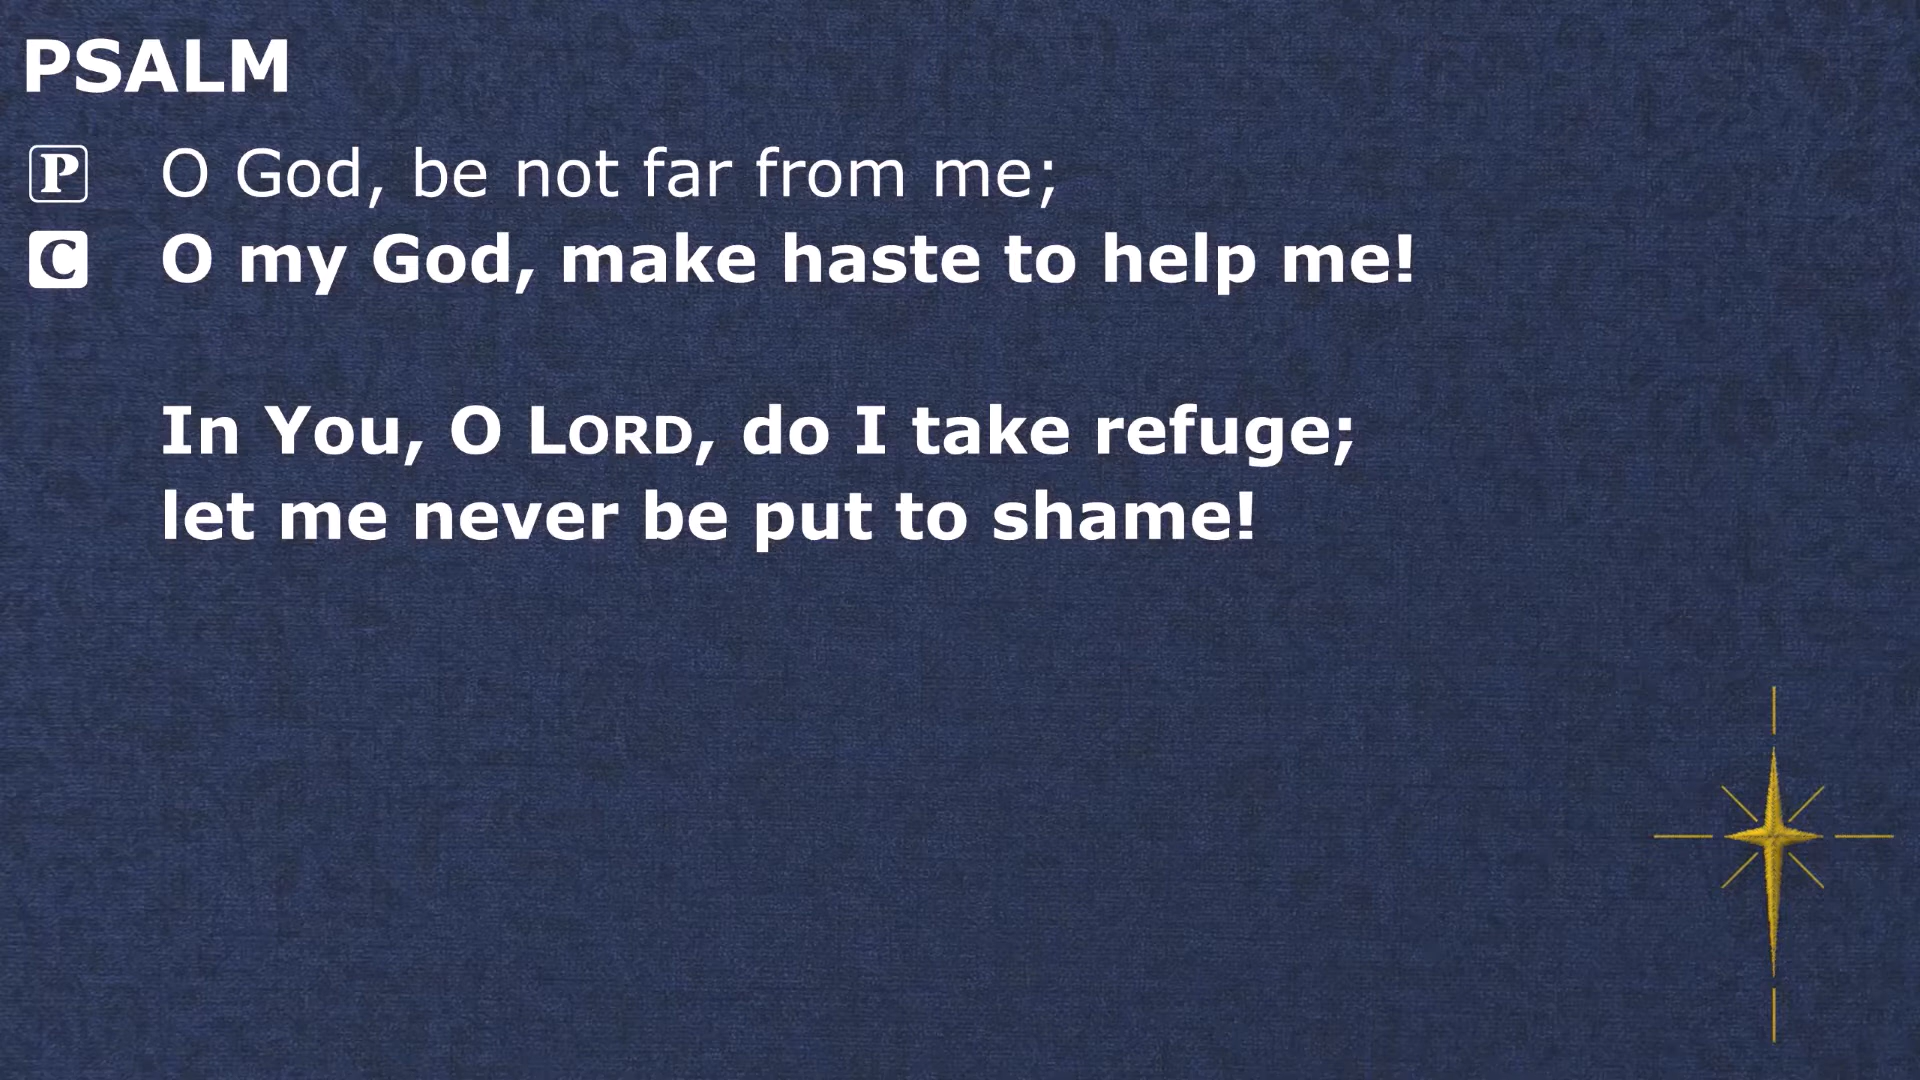 PSALM
P O God, be not far from me;
C O my God, make haste to help me!
In You, O LORD, do I take refuge;
let me never be put to shame!